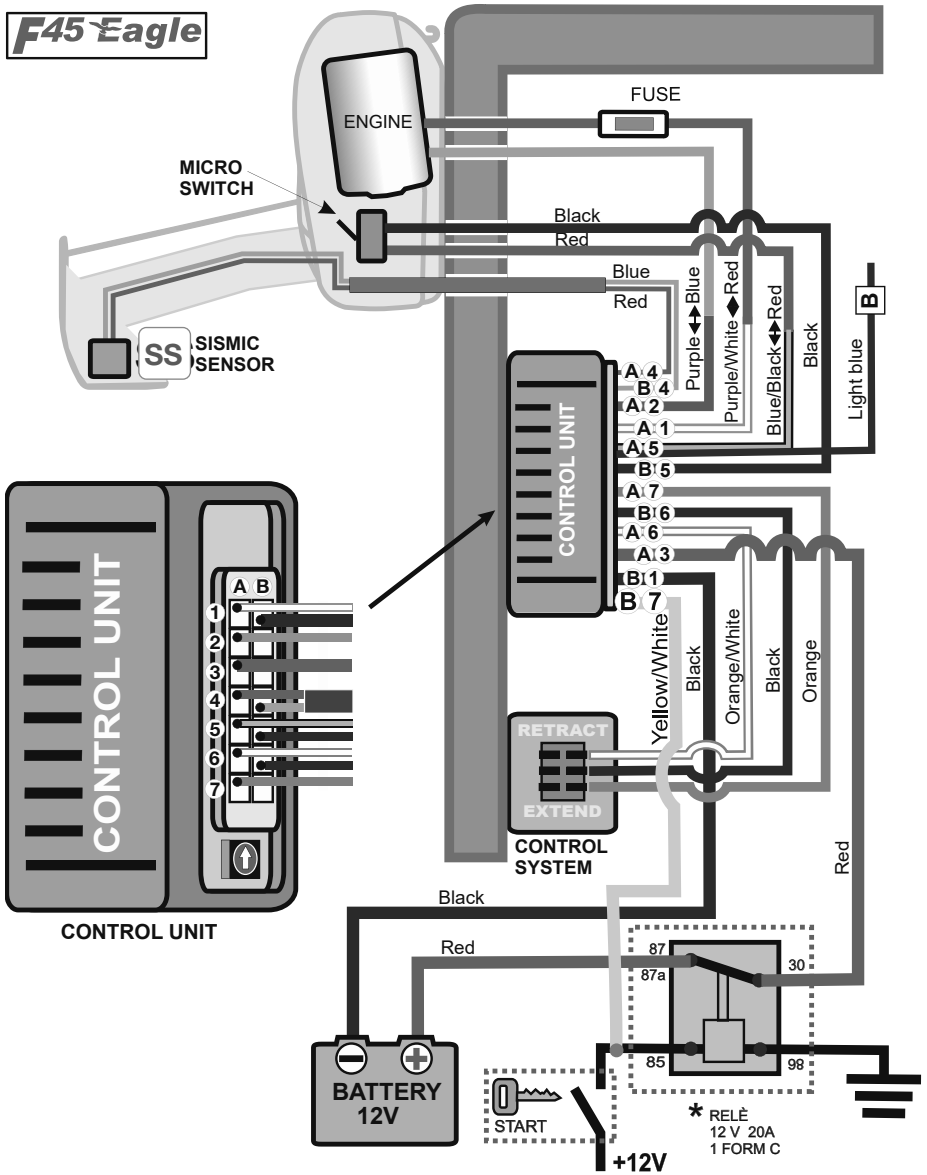 F45 Eagle
ENGINE
FUSE
MICRO
SWITCH
Black
Red
Blue
Red
SS
SISMIC
SENSOR
Purple Blue
Purple/White Red
Blue/Black Red
Black
Light blue
B
CONTROL UNIT
A 4
B 4
A 2
A 1
A 5
B 5
A 7
B 6
A 6
A 3
B 1
B 7
Yellow/White
Black
Orange/White
Black
Orange
CONTROL UNIT
A B
1
2
3
4
5
6
7
CONTROL UNIT
RETRACT
EXTEND
CONTROL
SYSTEM
Red
Black
Red
87
87a
30
85
98
BATTERY
12V
START
+12V
* RELÈ
12 V 20A
1 FORM C